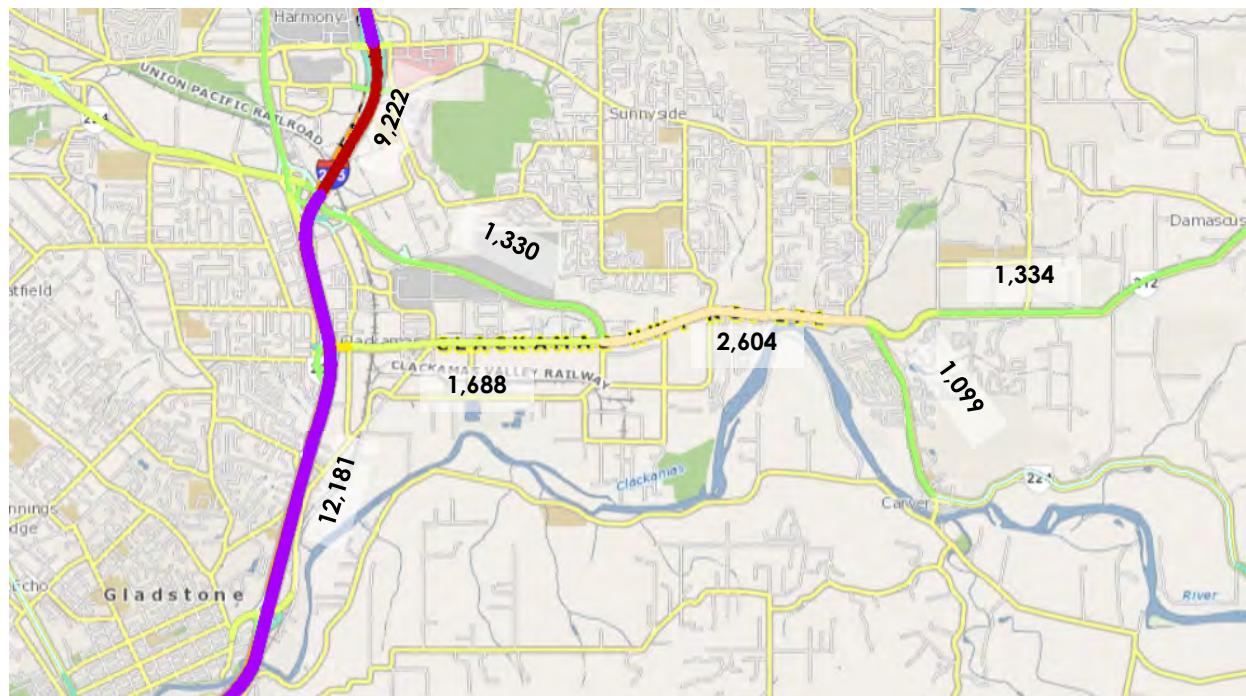 Harmony
UNION PACIFIC RAILROAD
9,222
Sunnyside
Damascus
1,330
1,334
212
2,604
CLACKAMAS VALLEY RAILWAY
1,688
1,099
12,181
Clackamas
224
Carver
Gladstone
River